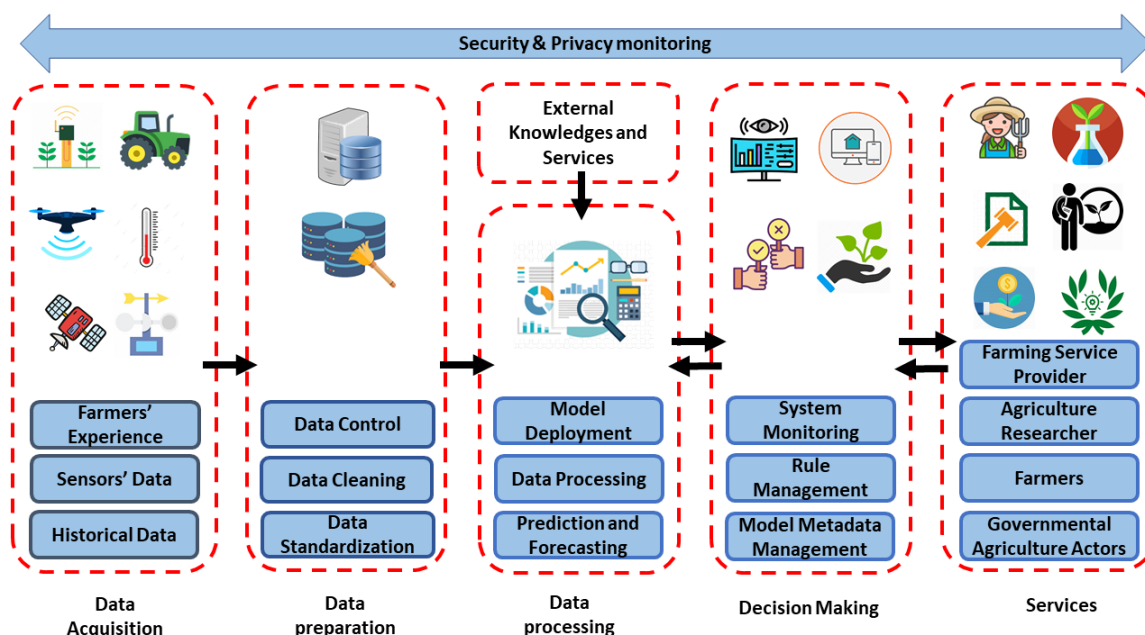 Security & Privacy monitoring
External
Knowledges and
Services
Farmers'
Experience
Sensors' Data
Historical Data
Data Control
Data Cleaning
Data
Standardization
Model
Deployment
Data Processing
Prediction and
Forecasting
System
Monitoring
Rule
Management
Model Metadada
Management
Farming Service
Provider
Agriculture
Researcher
Farmers
Governmental
Agriculture Actors
Data
Acquisition
Data
preparation
Data
processing
Decision Making
Services